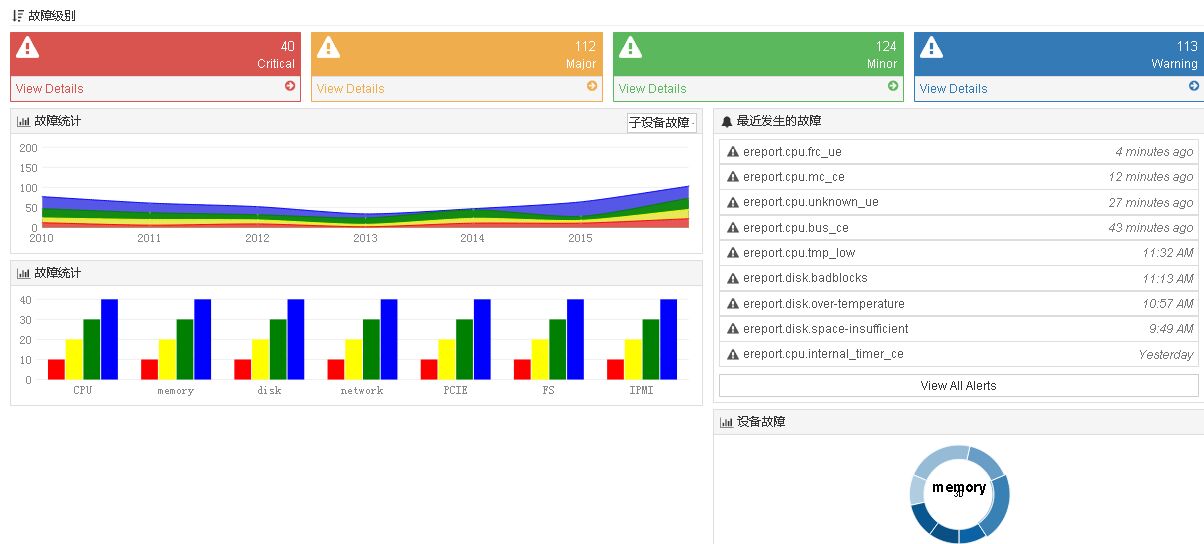 故障级别
40
Critical
View Details
112
Major
View Details
124
Minor
View Details
113
Warning
View Details
故障统计
子设备故障
200
150
100
50
0
2010 2011 2012 2013 2014 2015
故障统计
40
30
20
10
0
CPU memory disk network PCIE FS IPMI
最近发生的故障
ereport.cpu.frc_ue 4 minutes ago
ereport.cpu.mc_ce 12 minutes ago
ereport.cpu.unknown_ue 27 minutes ago
ereport.cpu.bus_ce 43 minutes ago
ereport.cpu.tmp_low 11:32 AM
ereport.disk.badblocks 11:13 AM
ereport.disk.over-temperature 10:57 AM
ereport.disk.space-insufficient 9:49 AM
ereport.cpu.internal_timer_ce Yesterday
View All Alerts
设备故障
memory
30